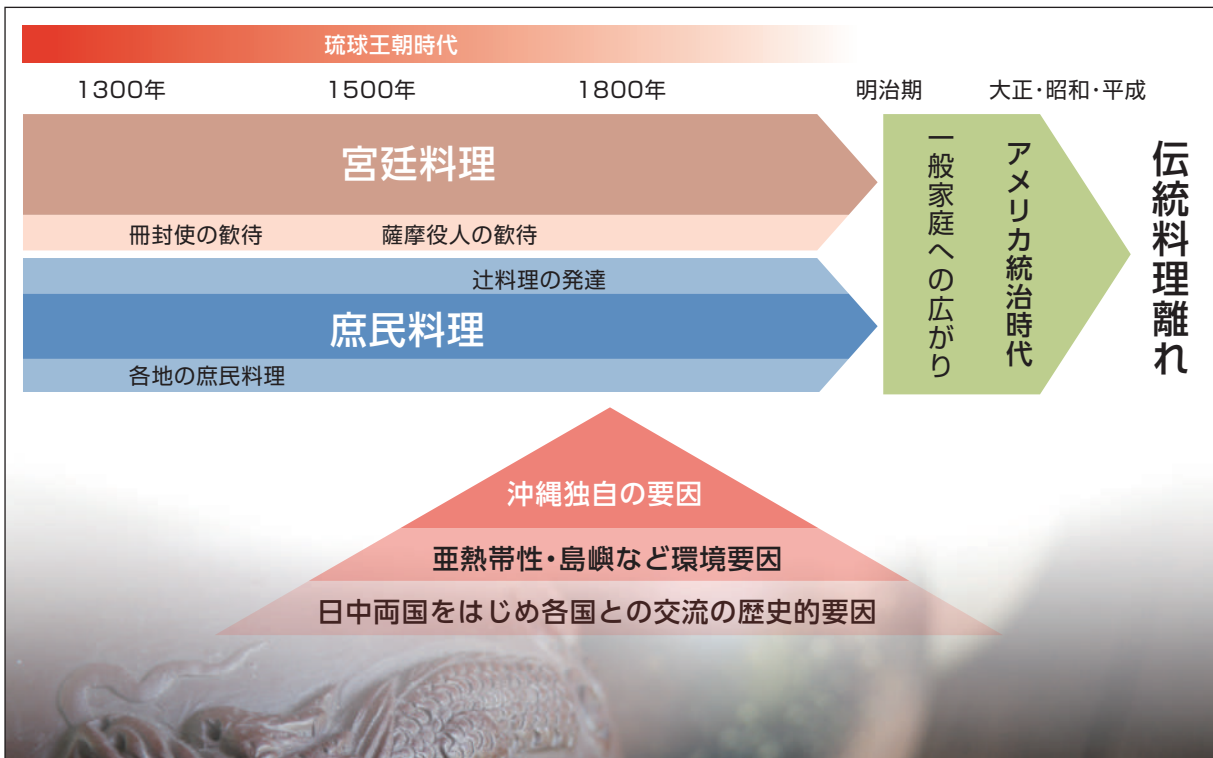 琉球王朝時代
1300年
1500年
1800年
明治期
大正・昭和・平成
宮廷料理
冊封使の歓待
薩摩役人の歓待
辻料理の発達
庶民料理
各地の庶民料理
一般家庭への広がり
アメリカ統治時代
伝統料理離れ
沖縄独自の要因
亜熱帯性・島嶼など環境要因
日中両国をはじめ各国との交流の歴史的要因